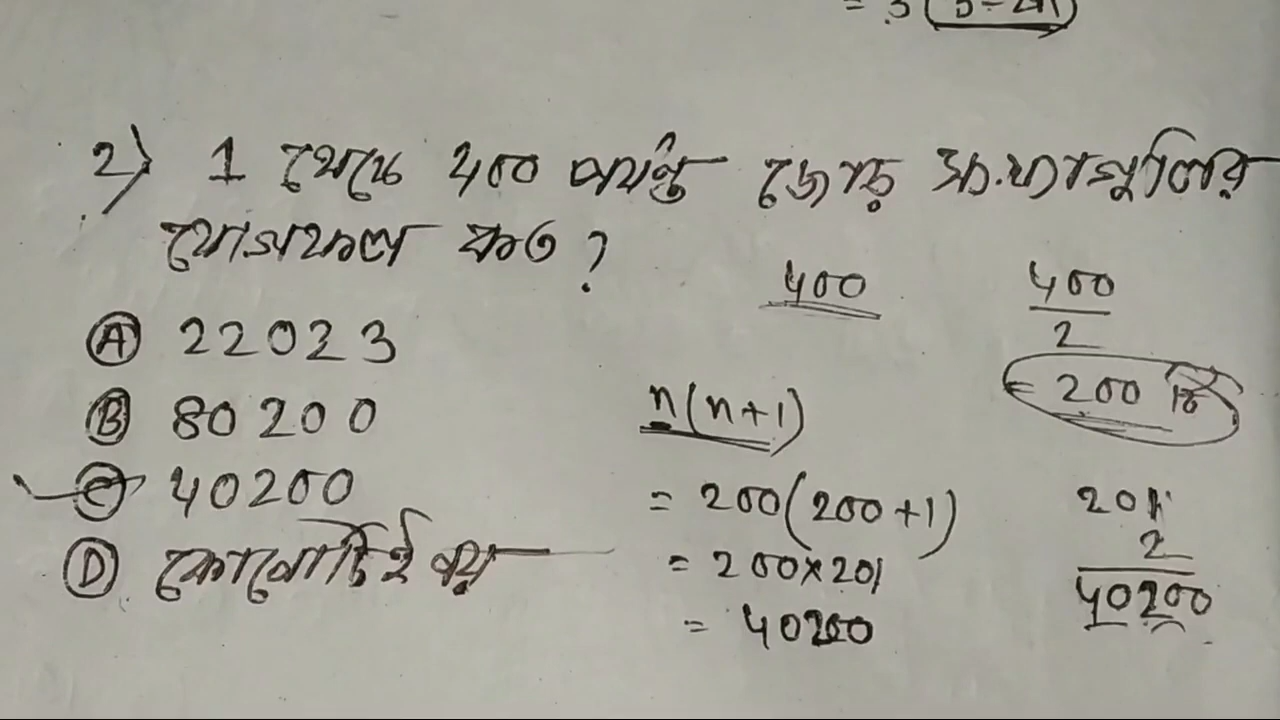 2) 1 থেকে 400 পর্যন্ত জোড় সংখ্যাগুলির
যোগফল কত ?
A 22023
B 80200
C 40200
D কোনোটিই নয়
400
400
2
= 200 টি
n(n+1)
= 200(200+1)
= 200×201
= 40200
201
2
40200